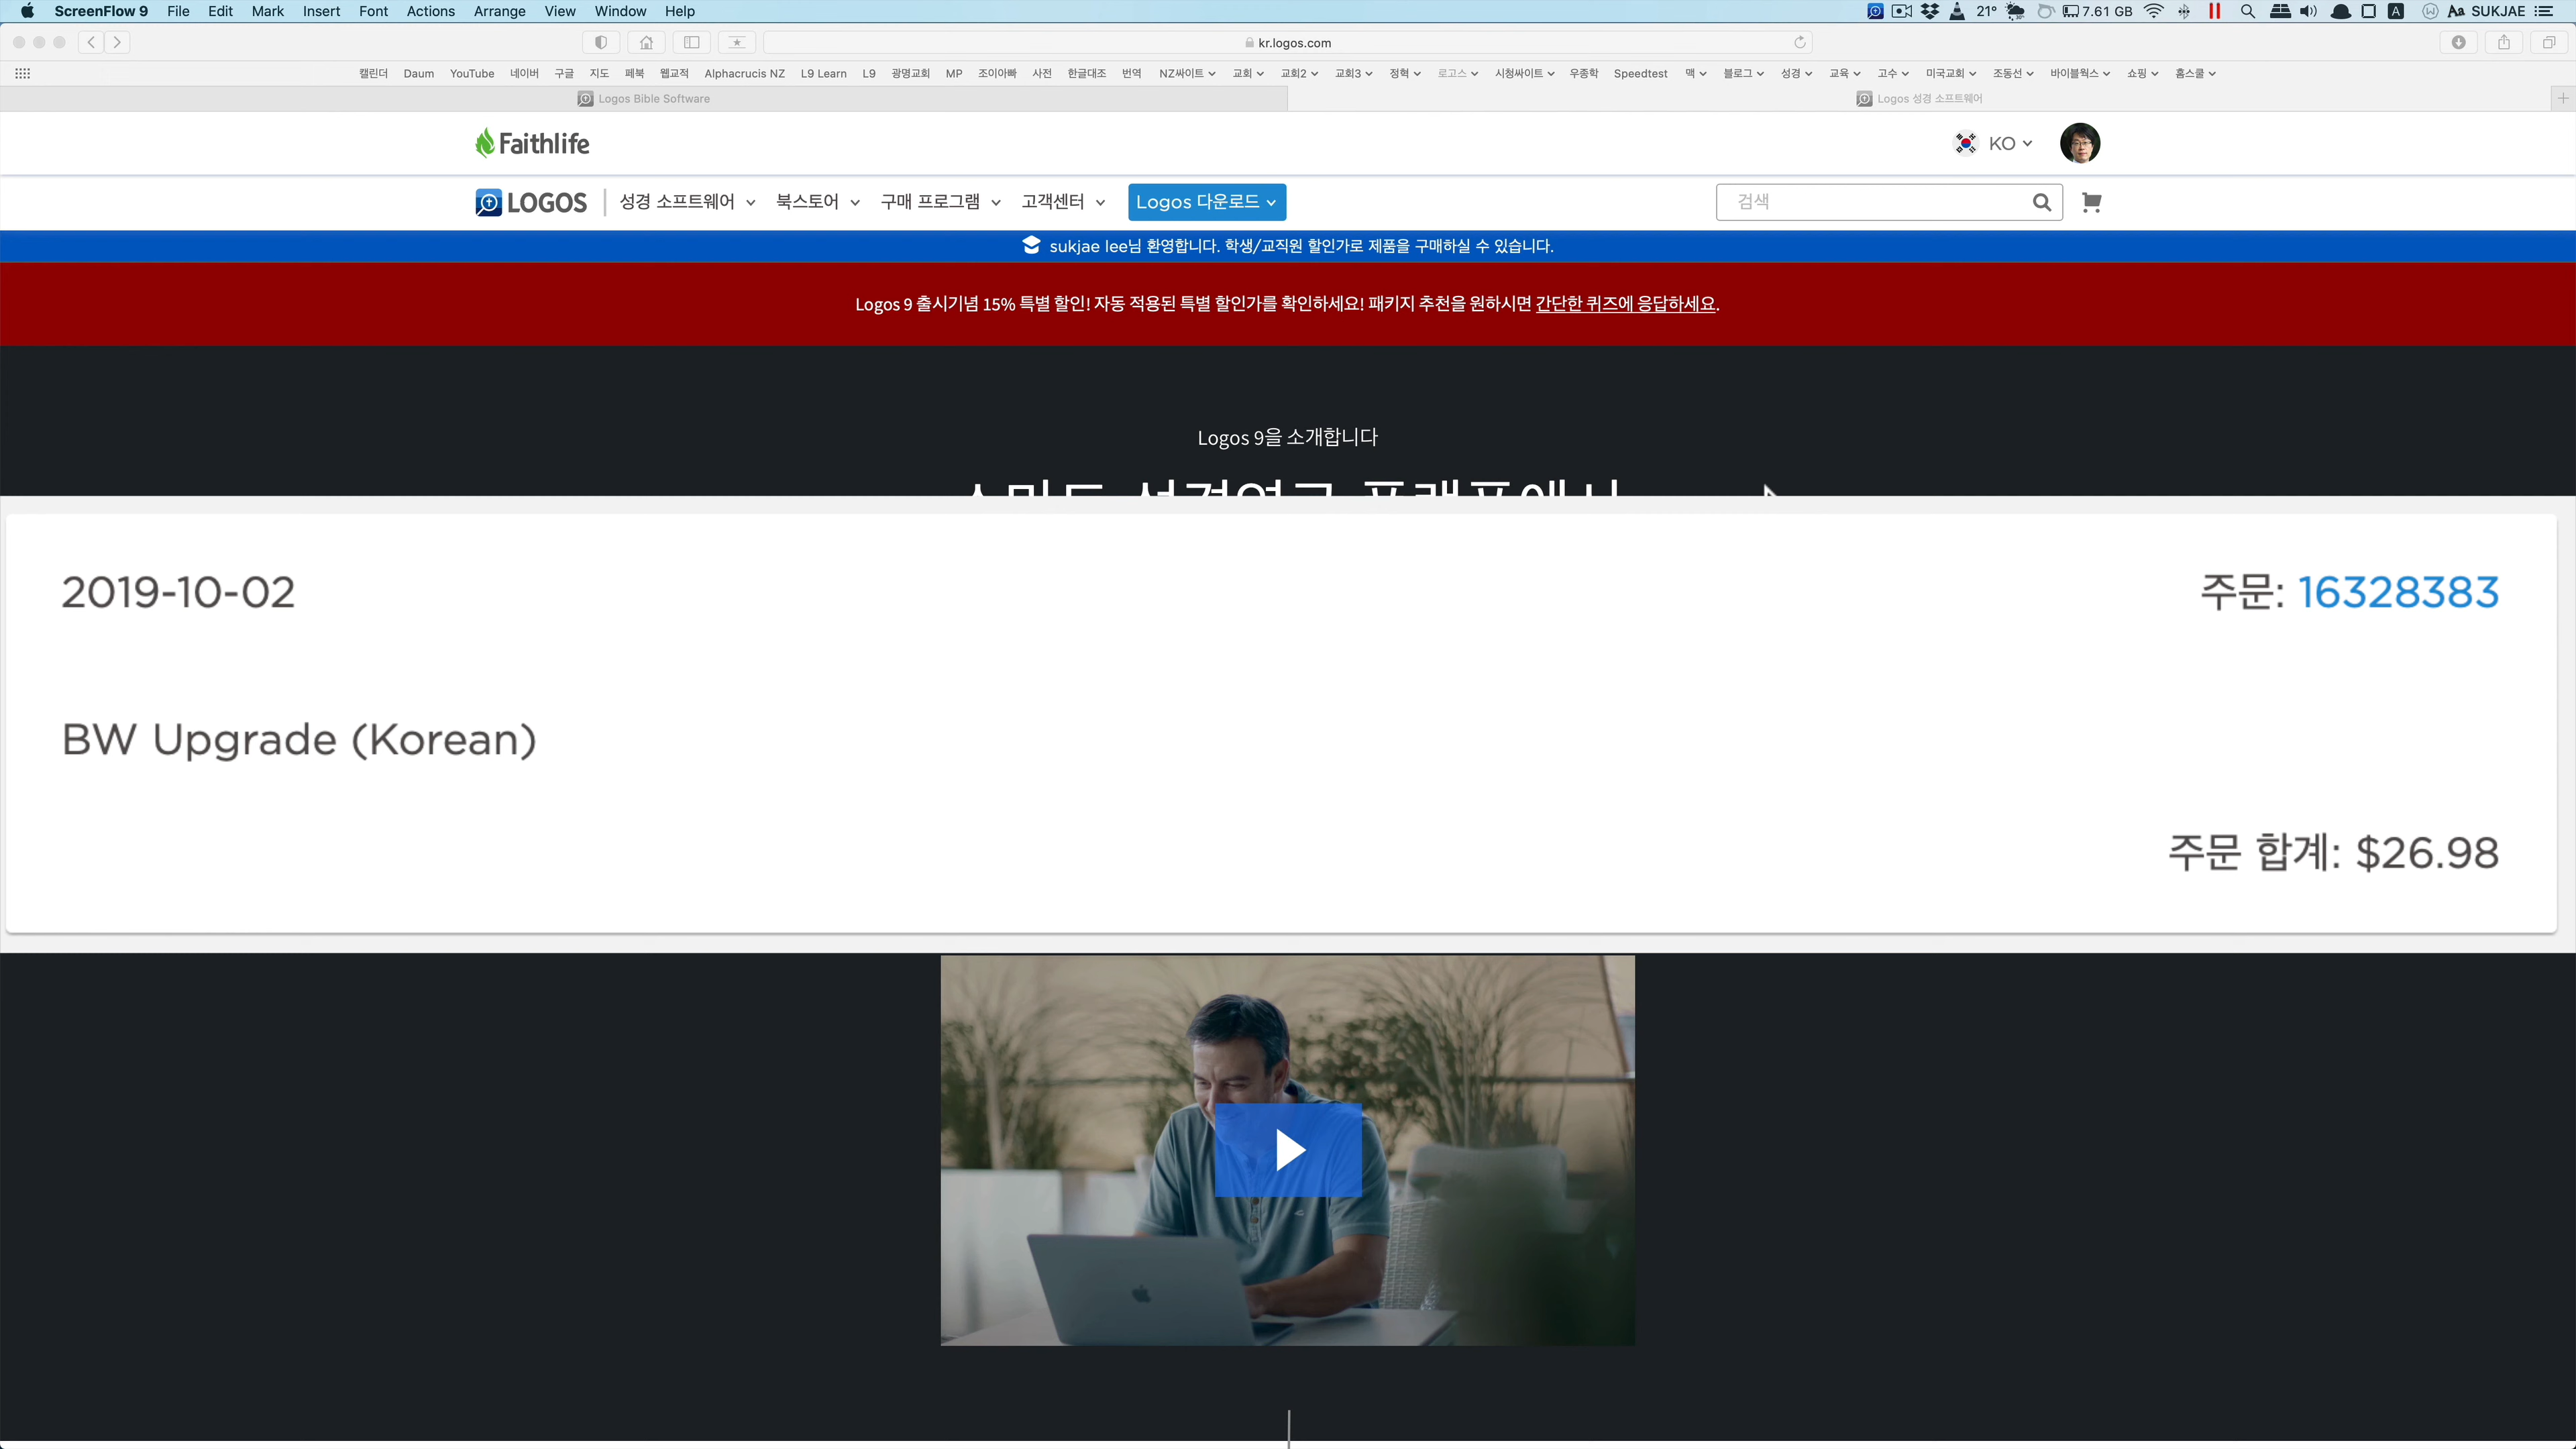 ScreenFlow 9 File Edit Mark Insert Font Actions Arrange View Window Help 21° 7.61 GB SUKJAE
kr.logos.com
캘린더 Daum YouTube 네이버 구글 지도 페북 웹교적 Alphacrucis NZ L9 Learn L9 광명교회 MP 조이아빠 사전 한글대조 번역 NZ싸이트 교회 교회2 교회3 정혁 로고스 시청싸이트 우종학 Speedtest 맥 블로그 성경 교육 고수 미국교회 조동선 바이블웍스 쇼핑 홈스쿨
Logos Bible Software Logos 성경 소프트웨어
Faithlife KO
LOGOS 성경 소프트웨어 북스토어 구매 프로그램 고객센터 Logos 다운로드 검색
sukjae lee님 환영합니다. 학생/교직원 할인가로 제품을 구매하실 수 있습니다.
Logos 9 출시기념 15% 특별 할인! 자동 적용된 특별 할인가를 확인하세요! 패키지 추천을 원하시면 간단한 퀴즈에 응답하세요.
Logos 9을 소개합니다
2019-10-02 주문: 16328383
BW Upgrade (Korean)
주문 합계: $26.98